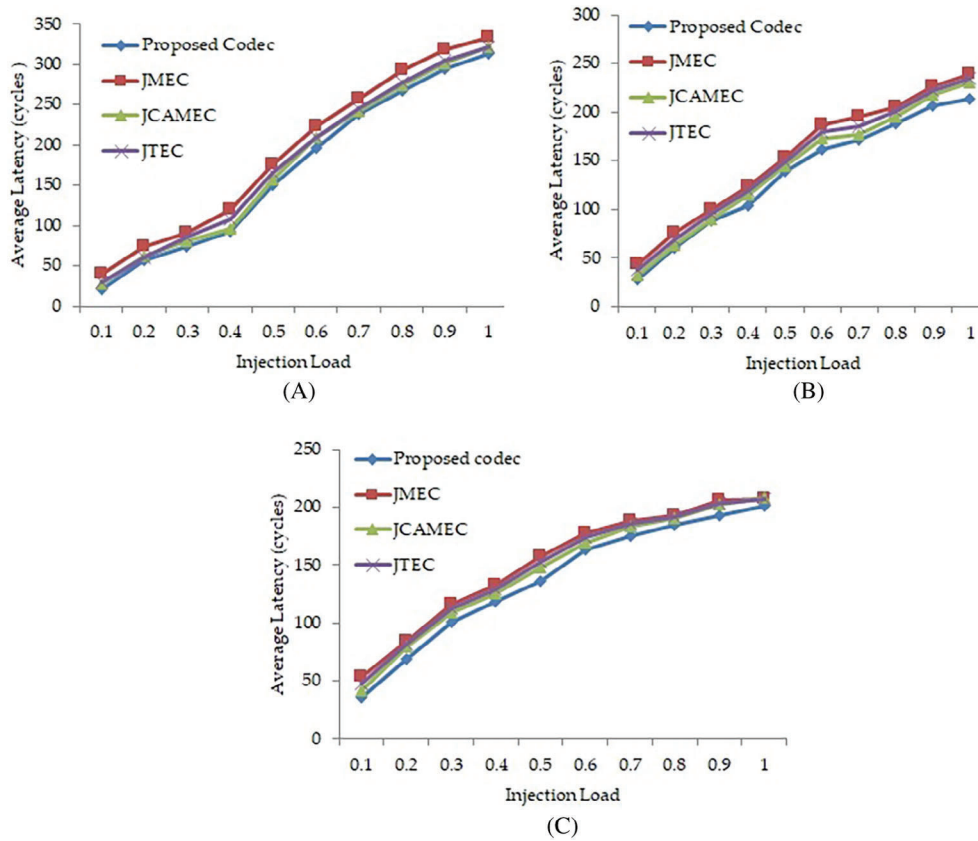 350
300
250
200
150
100
50
0
Average Latency (cycles )
Proposed Codec
JMEC
JCAMEC
JTEC
0.1 0.2 0.3 0.4 0.5 0.6 0.7 0.8 0.9 1
Injection Load
(A)
300
250
200
150
100
50
0
Average Latency (cycles)
Proposed Codec
JMEC
JCAMEC
JTEC
0.1 0.2 0.3 0.4 0.5 0.6 0.7 0.8 0.9 1
Injection Load
(B)
250
200
150
100
50
0
Average Latency (cycles)
Proposed codec
JMEC
JCAMEC
JTEC
0.1 0.2 0.3 0.4 0.5 0.6 0.7 0.8 0.9 1
Injection Load
(C)